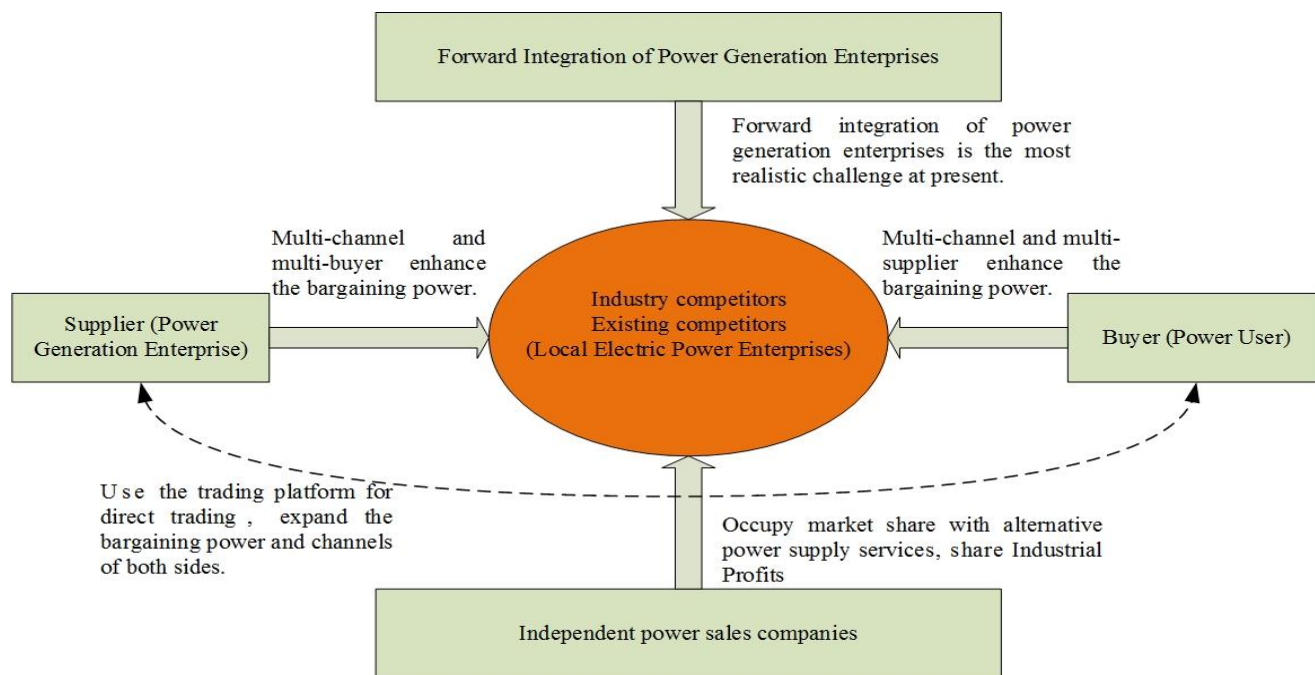 Forward Integration of Power Generation Enterprises
Forward integration of power
generation enterprises is the most
realistic challenge at present.
Multi-channel and
multi-buyer enhance
the bargaining power.
Multi-channel and multi-
supplier enhance the
bargaining power.
Supplier (Power
Generation Enterprise)
Industry competitors
Existing competitors
(Local Electric Power Enterprises)
Buyer (Power User)
Use the trading platform for
direct trading , expand the
bargaining power and channels
of both sides.
Occupy market share with alternative
power supply services, share Industrial
Profits
Independent power sales companies